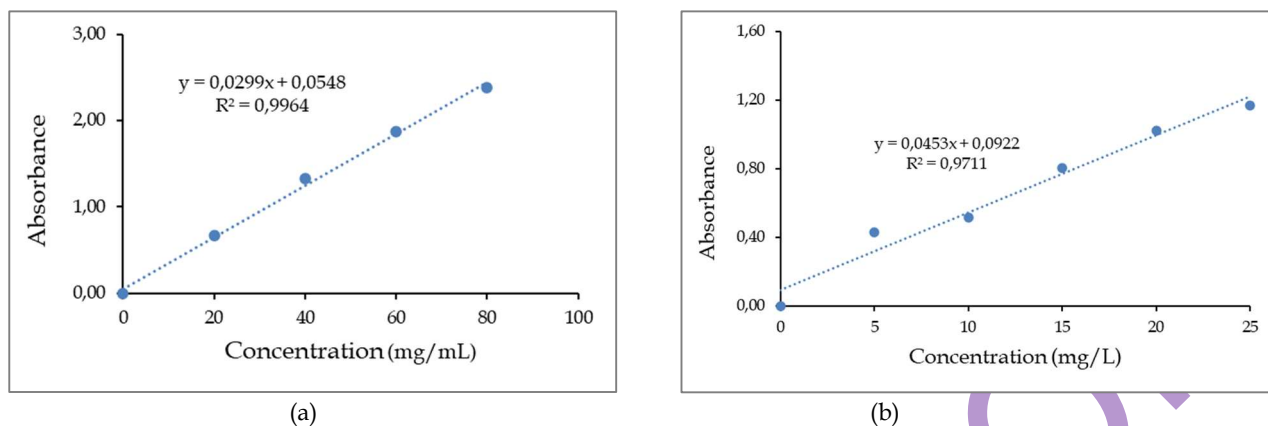 3,00
2,00
1,00
0,00
Absorbance
y = 0,0299x + 0,0548
R² = 0,9964
0 20 40 60 80 100
Concentration (mg/mL)
(a)
1,60
1,20
0,80
0,40
0,00
Absorbance
y = 0,0453x + 0,0922
R² = 0,9711
0 5 10 15 20 25
Concentration (mg/L)
(b)